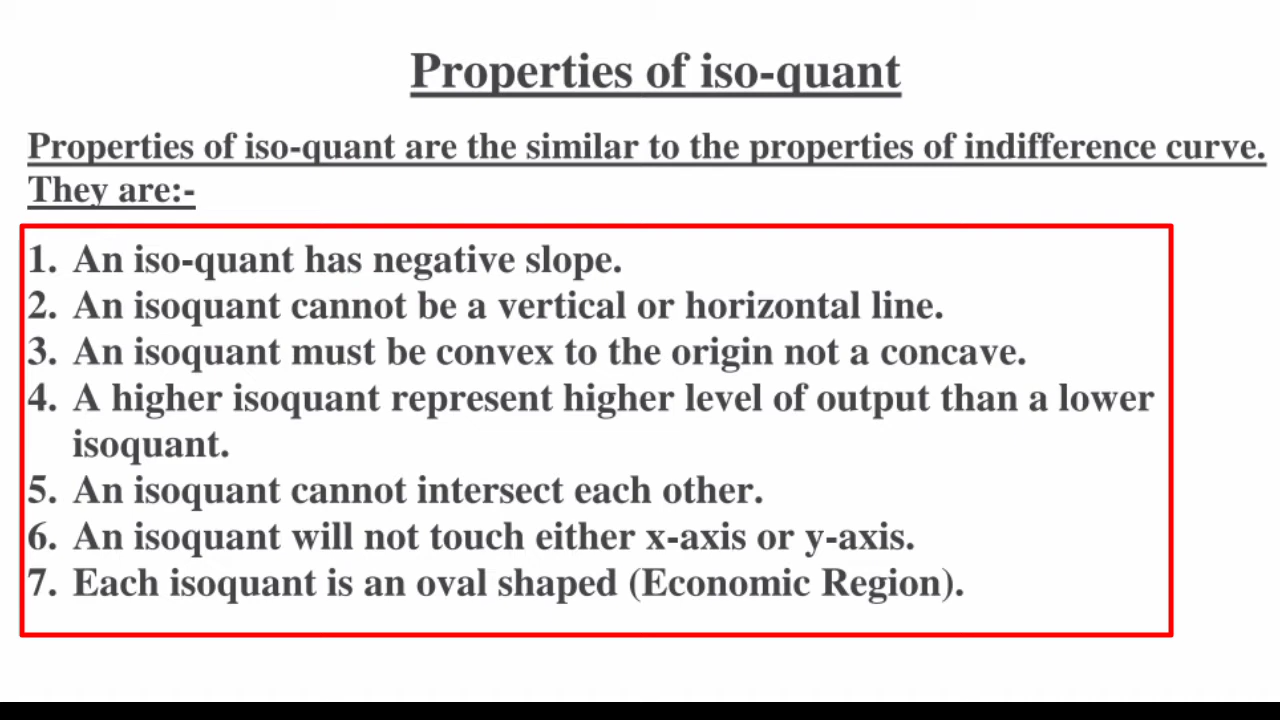 Properties of iso-quant
Properties of iso-quant are the similar to the properties of indifference curve.
They are:-
1. An iso-quant has negative slope.
2. An isoquant cannot be a vertical or horizontal line.
3. An isoquant must be convex to the origin not a concave.
4. A higher isoquant represent higher level of output than a lower
isoquant.
5. An isoquant cannot intersect each other.
6. An isoquant will not touch either x-axis or y-axis.
7. Each isoquant is an oval shaped (Economic Region).